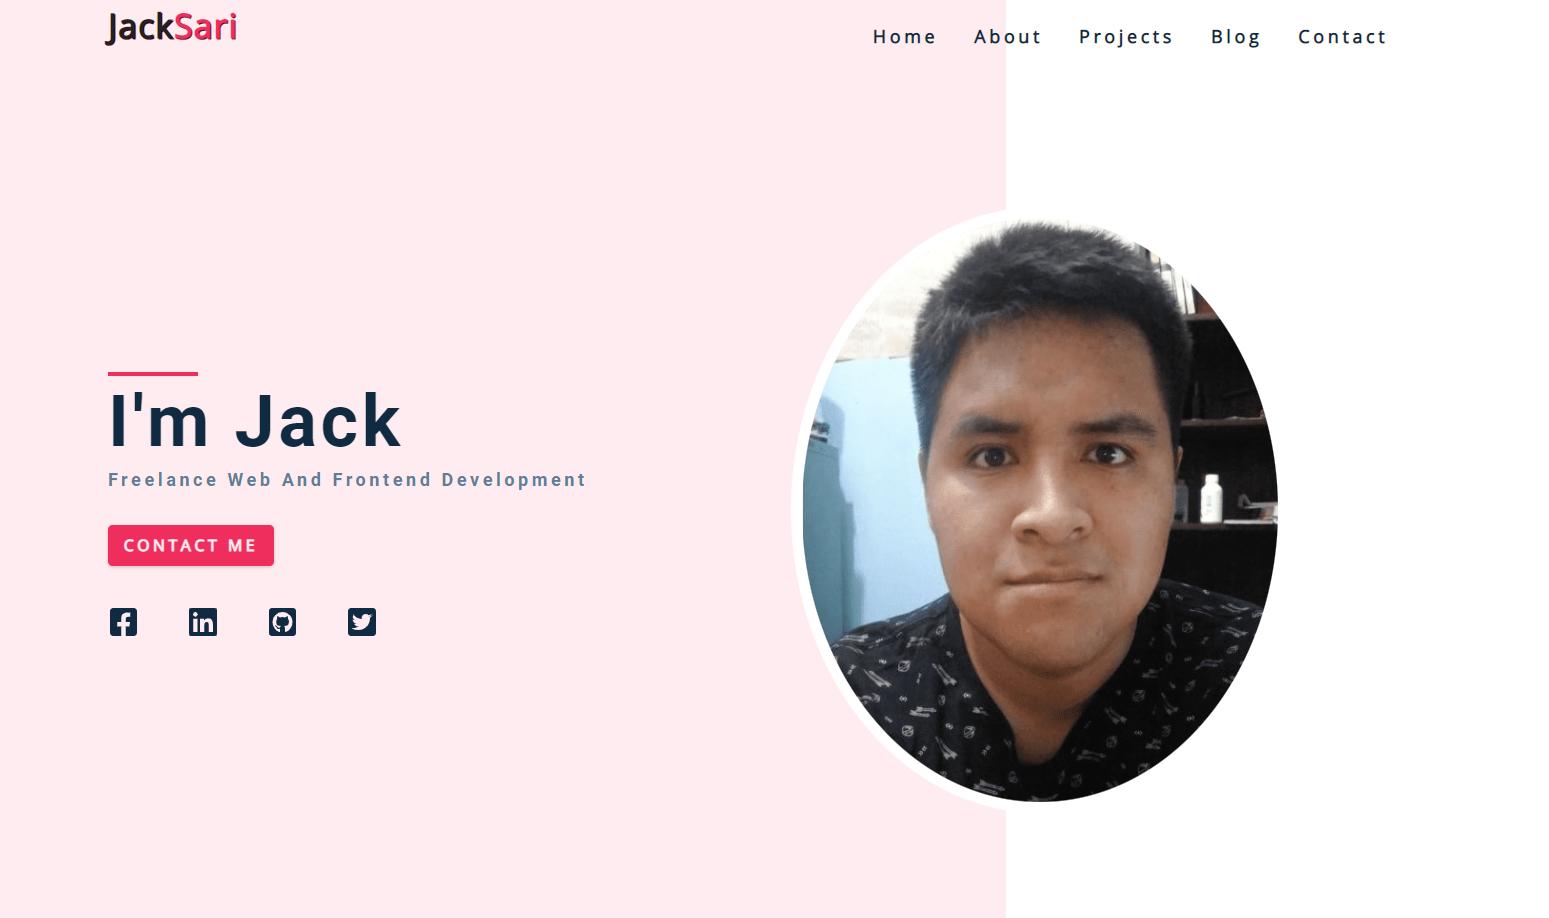 JackSari
Home About Projects Blog Contact
I'm Jack
Freelance Web And Frontend Development
CONTACT ME